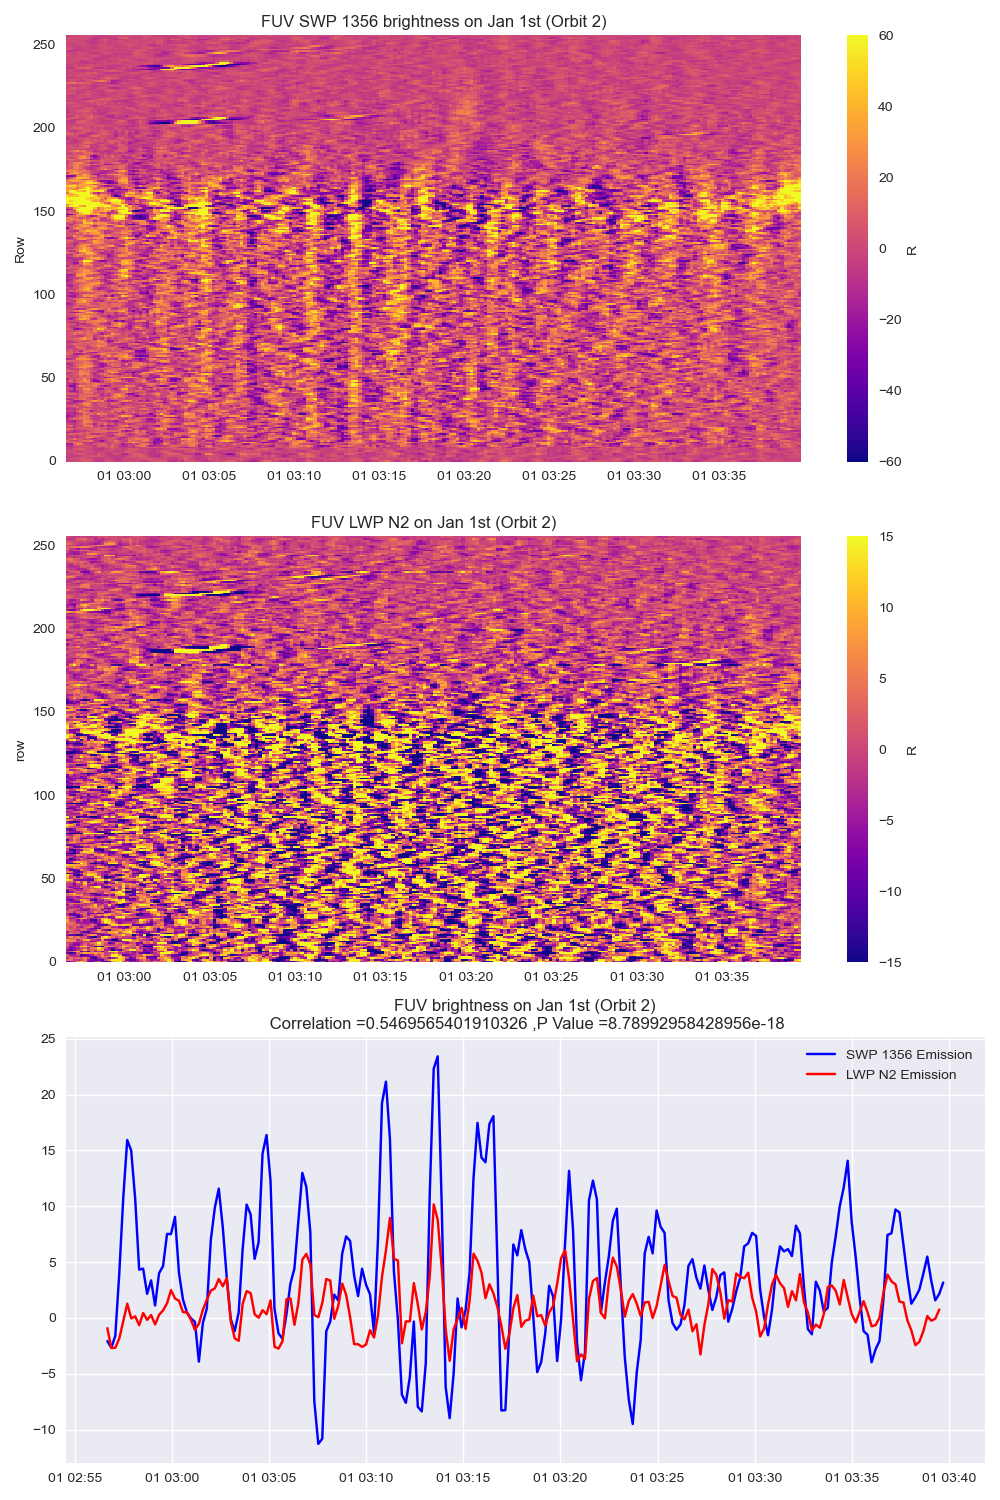 FUV SWP 1356 brightness on Jan 1st (Orbit 2)
250
200
150
100
50
0
Row
01 03:00 01 03:05 01 03:10 01 03:15 01 03:20 01 03:25 01 03:30 01 03:35
60
40
20
0
−20
−40
−60
R
FUV LWP N2 on Jan 1st (Orbit 2)
250
200
150
100
50
0
row
01 03:00 01 03:05 01 03:10 01 03:15 01 03:20 01 03:25 01 03:30 01 03:35
15
10
5
0
−5
−10
−15
R
FUV brightness on Jan 1st (Orbit 2)
Correlation =0.5469565401910326 ,P Value =8.78992958428956e-18
25
20
15
10
5
0
−5
−10
SWP 1356 Emission
LWP N2 Emission
01 02:55 01 03:00 01 03:05 01 03:10 01 03:15 01 03:20 01 03:25 01 03:30 01 03:35 01 03:40